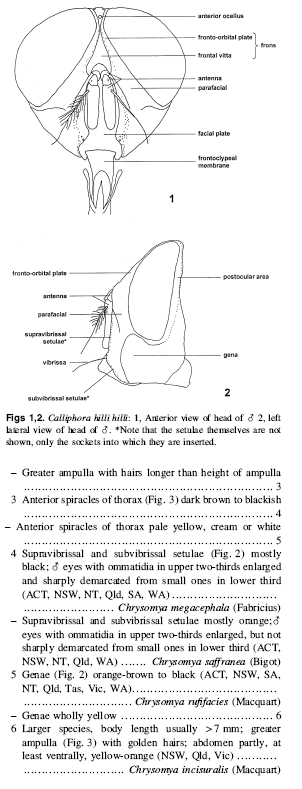 anterior ocellus
fronto-orbital plate
frons
frontal vitta
antenna
parafacial
facial plate
frontoclypeal
membrane
1
fronto-orbital plate
postocular area
antenna
parafacial
supravibrissal
setulae*
vibrissa
gena
subvibrissal setulae*
2
Figs 1,2. Calliphora hilli hilli: 1, Anterior view of head of ♂ 2, left
lateral view of head of ♂. *Note that the setulae themselves are not
shown, only the sockets into which they are inserted.
– Greater ampulla with hairs longer than height of ampulla
........................................................................ 3
3 Anterior spiracles of thorax (Fig. 3) dark brown to blackish
........................................................................ 4
– Anterior spiracles of thorax pale yellow, cream or white
........................................................................ 5
4 Supravibrissal and subvibrissal setulae (Fig. 2) mostly
black; ♂ eyes with ommatidia in upper two-thirds enlarged
and sharply demarcated from small ones in lower third
(ACT, NSW, NT, Qld, SA, WA) ..............................
......................... Chrysomya megacephala (Fabricius)
– Supravibrissal and subvibrissal setulae mostly orange;♂
eyes with ommatidia in upper two-thirds enlarged, but not
sharply demarcated from small ones in lower third (ACT,
NSW, NT, Qld, WA) ....... Chrysomya saffranea (Bigot)
5 Genae (Fig. 2) orange-brown to black (ACT, NSW, SA,
NT, Qld, Tas, Vic, WA)........................................
.............................. Chrysomya rufifacies (Macquart)
– Genae wholly yellow ........................................ 6
6 Larger species, body length usually >7 mm; greater
ampulla (Fig. 3) with golden hairs; abdomen partly, at
least ventrally, yellow-orange (NSW, Qld, Vic) ...........
............................ Chrysomya incisuralis (Macquart)